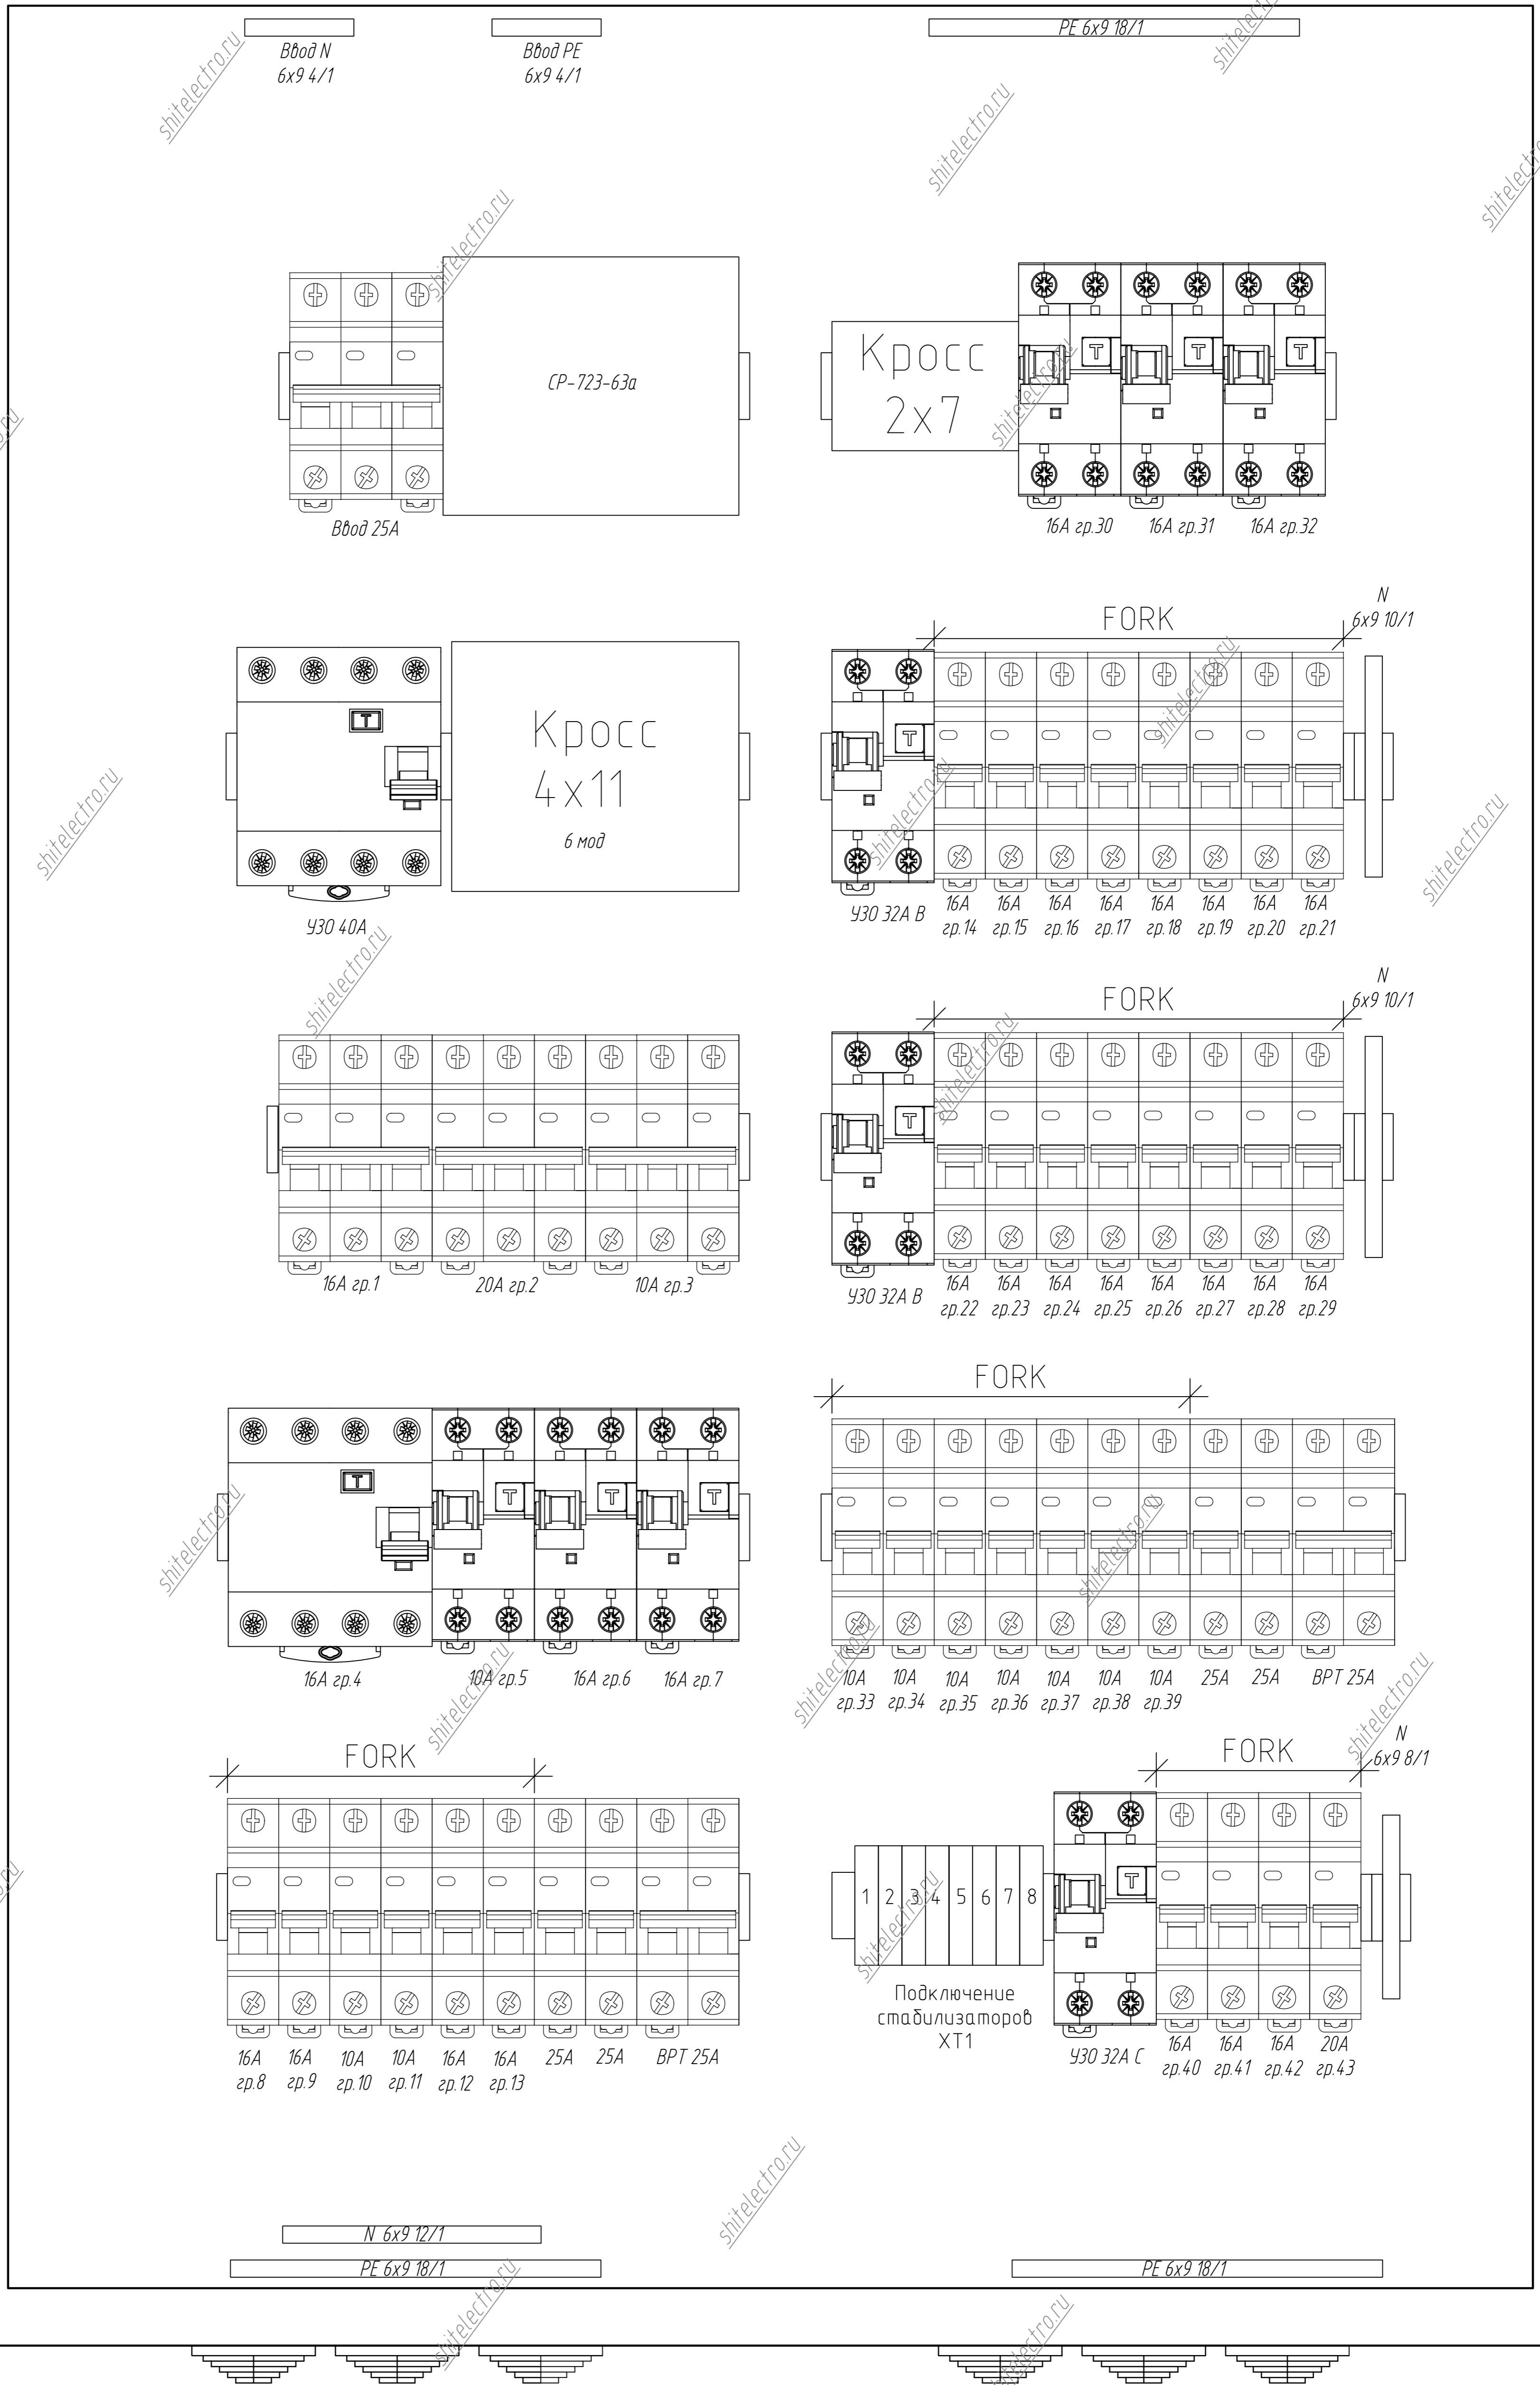 Ввод N
6х9 4/1
Ввод PE
6х9 4/1
PE 6х9 18/1
СР-723-63а
Ввод 25А
Кросс
2х7
16А гр.30
16А гр.31
16А гр.32
УЗО 40А
Кросс
4х11
6 мод
FORK
N
6х9 10/1
УЗО 32А В
16А
гр.14
16А
гр.15
16А
гр.16
16А
гр.17
16А
гр.18
16А
гр.19
16А
гр.20
16А
гр.21
16А гр.1
20А гр.2
10А гр.3
FORK
N
6х9 10/1
УЗО 32А В
16А
гр.22
16А
гр.23
16А
гр.24
16А
гр.25
16А
гр.26
16А
гр.27
16А
гр.28
16А
гр.29
16А гр.4
10А гр.5
16А гр.6
16А гр.7
FORK
10А
гр.33
10А
гр.34
10А
гр.35
10А
гр.36
10А
гр.37
10А
гр.38
10А
гр.39
25А
25А
ВРТ 25А
FORK
16А
гр.8
16А
гр.9
10А
гр.10
10А
гр.11
16А
гр.12
16А
гр.13
25А
25А
ВРТ 25А
1 2 3 4 5 6 7 8
Подключение
стабилизаторов
ХТ1
FORK
N
6х9 8/1
УЗО 32А С
16А
гр.40
16А
гр.41
16А
гр.42
20А
гр.43
N 6х9 12/1
PE 6х9 18/1
PE 6х9 18/1
shitelectro.ru